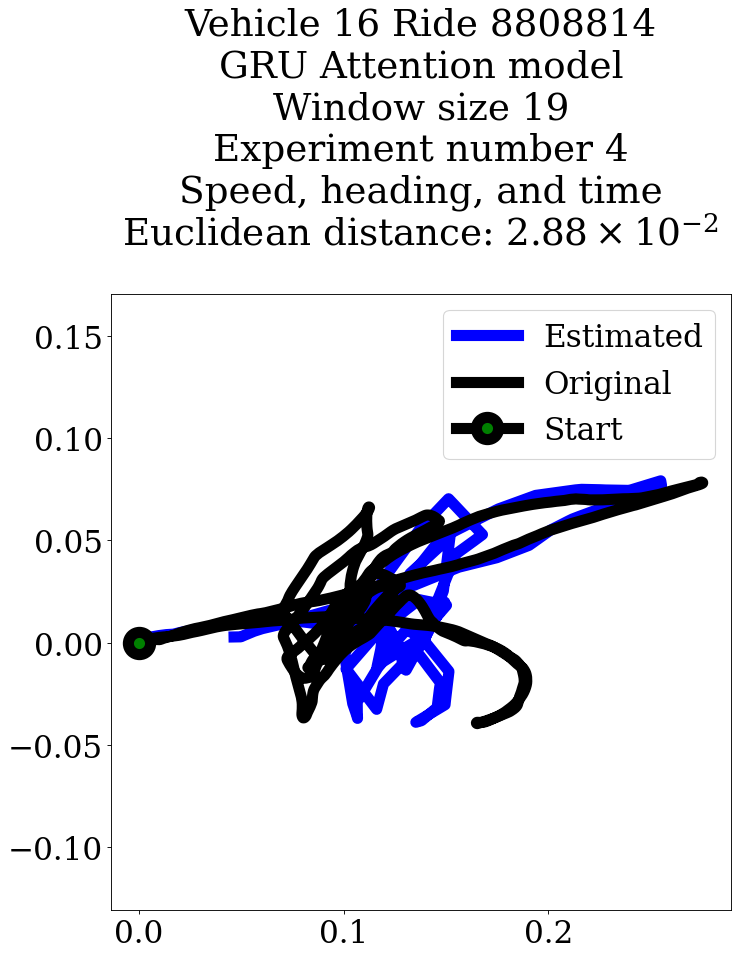 Vehicle 16 Ride 8808814
GRU Attention model
Window size 19
Experiment number 4
Speed, heading, and time
Euclidean distance: 2.88 × 10⁻²
Estimated
Original
Start
0.15
0.10
0.05
0.00
−0.05
−0.10
0.0 0.1 0.2